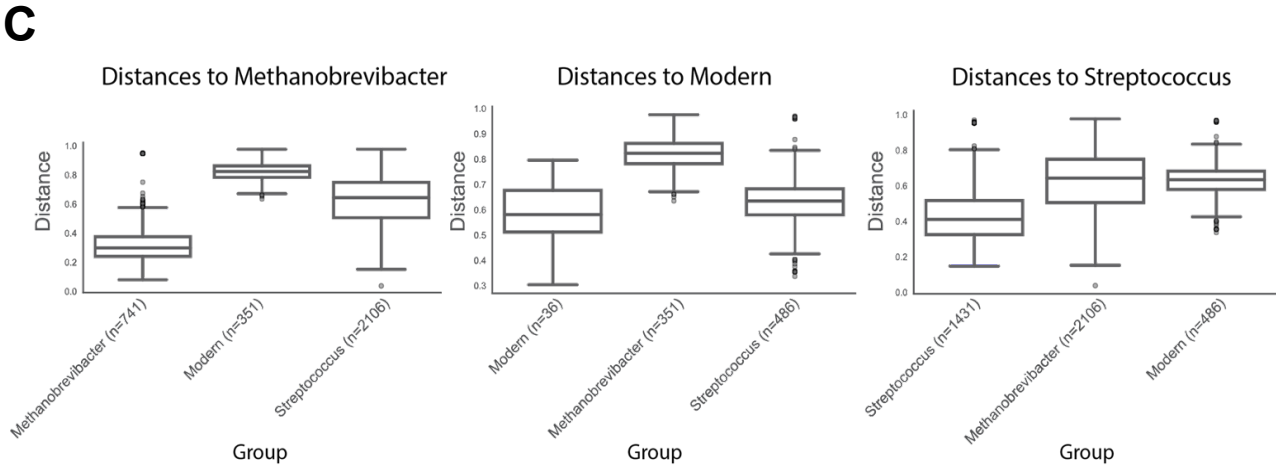 C
Distances to Methanobrevibacter
Distance
1.0
0.8
0.6
0.4
0.2
0.0
Methanobrevibacter (n=741)
Modern (n=351)
Streptococcus (n=2106)
Group
Distances to Modern
Distance
1.0
0.9
0.8
0.7
0.6
0.5
0.4
0.3
Modern (n=36)
Methanobrevibacter (n=351)
Streptococcus (n=486)
Group
Distances to Streptococcus
Distance
1.0
0.8
0.6
0.4
0.2
0.0
Streptococcus (n=1431)
Methanobrevibacter (n=2106)
Modern (n=486)
Group